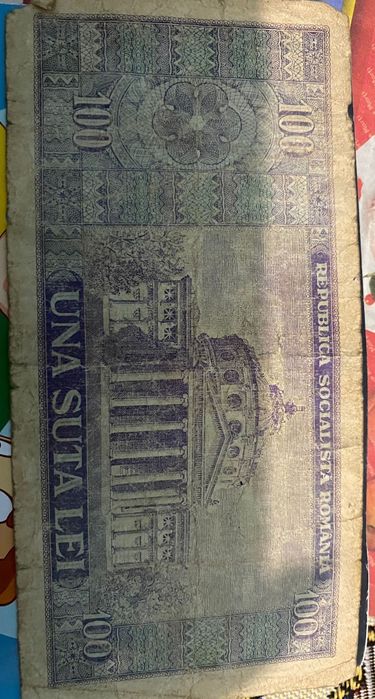 100 REPUBLICA SOCIALISTA ROMANIA 100
100 UNA SUTA LEI 100